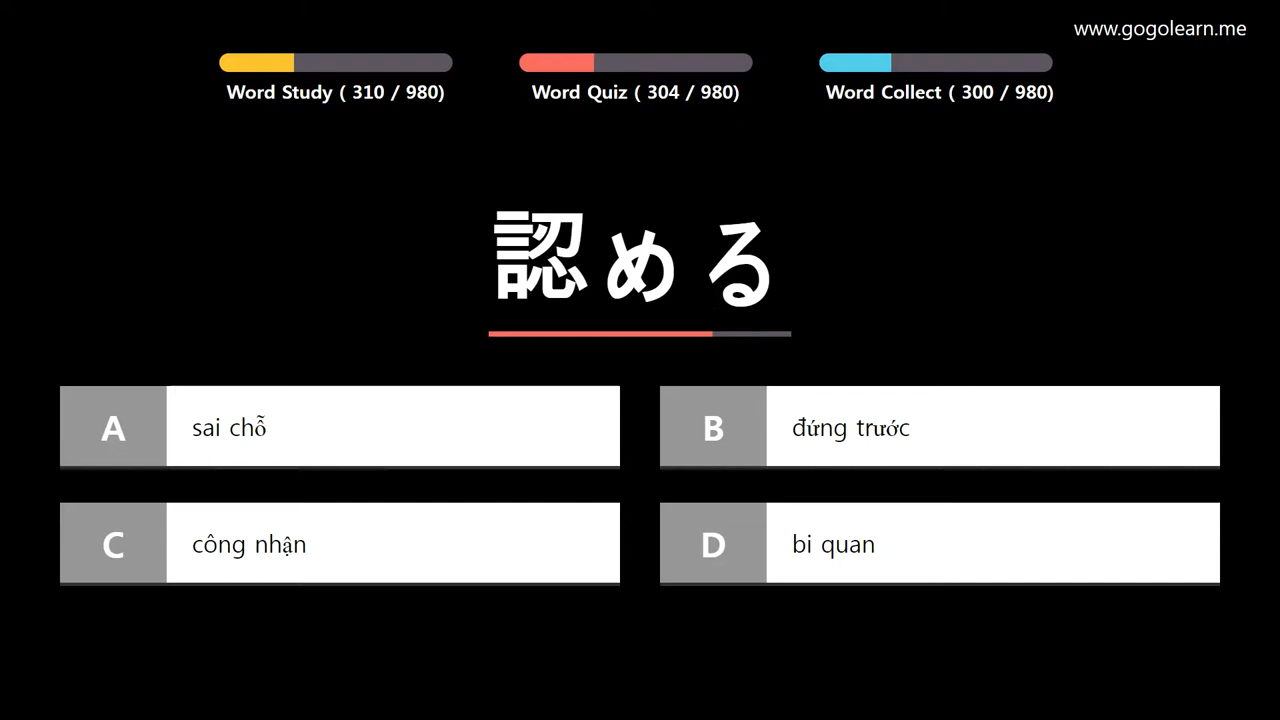 www.gogolearn.me
Word Study ( 310 / 980)
Word Quiz ( 304 / 980)
Word Collect ( 300 / 980)
認める
A sai chỗ
B đứng trước
C công nhận
D bi quan